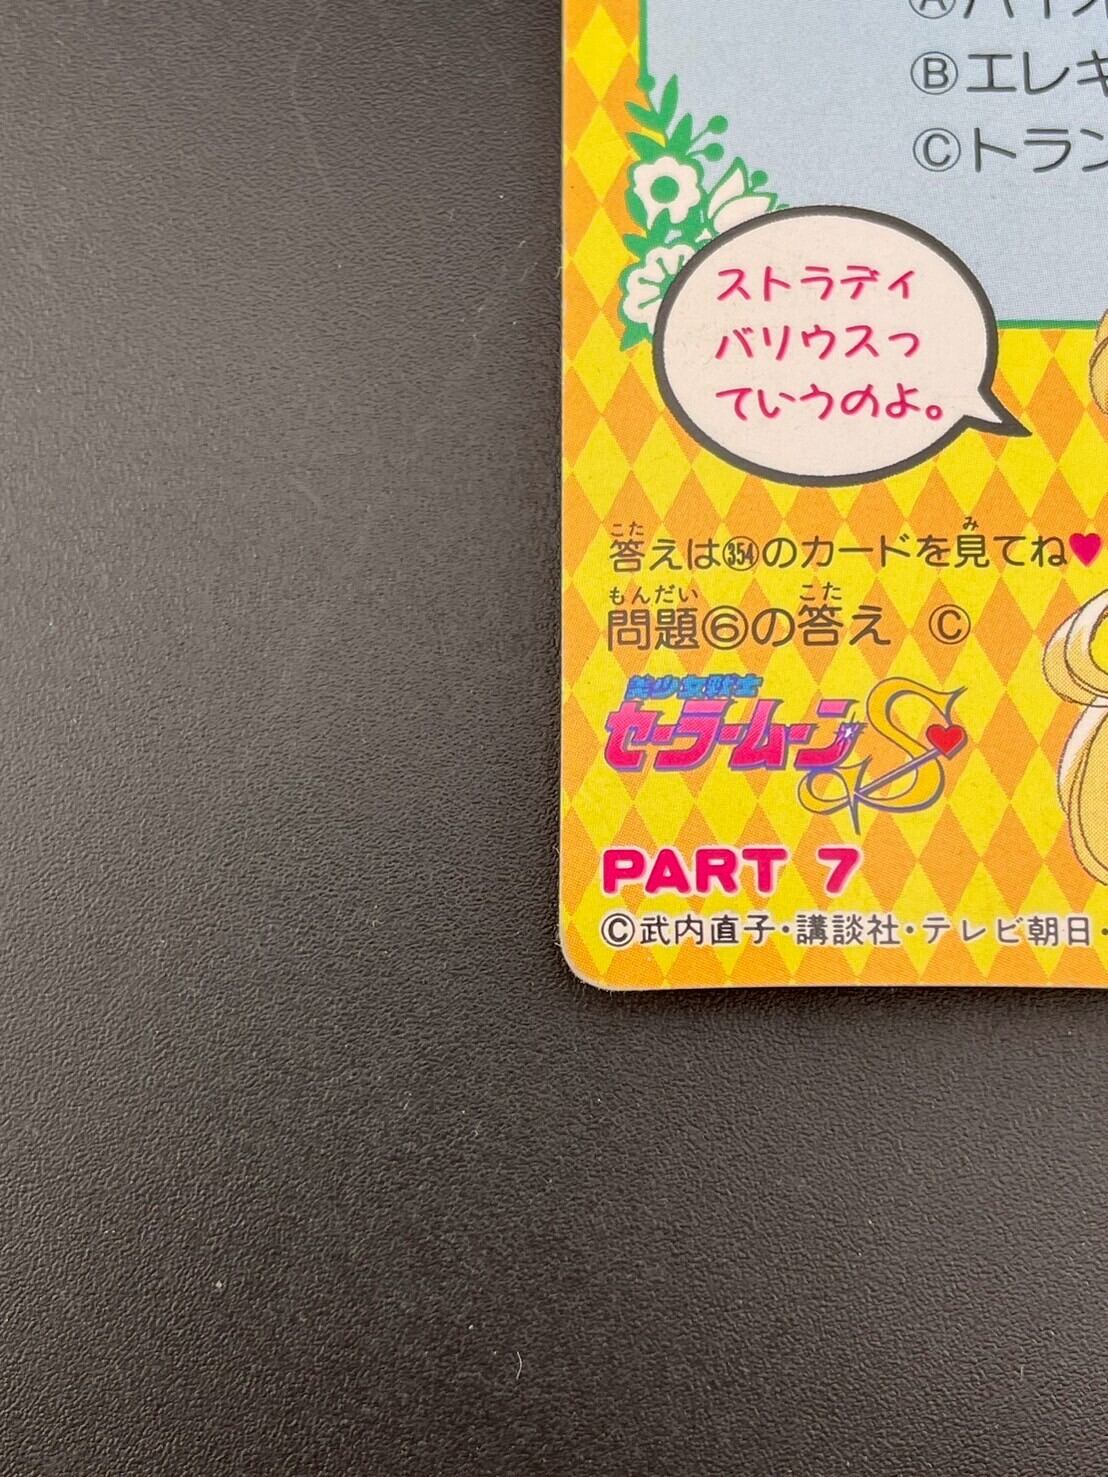 Ⓐバイオ
Ⓑエレキ
Ⓒトラン
ストラディ
バリウスっ
ていうのよ。
こた み
答えは354のカードを見てね♥
もんだい こた
問題⑥の答え Ⓒ
美少女戦士
セーラームーンS
PART 7
©武内直子・講談社・テレビ朝日・